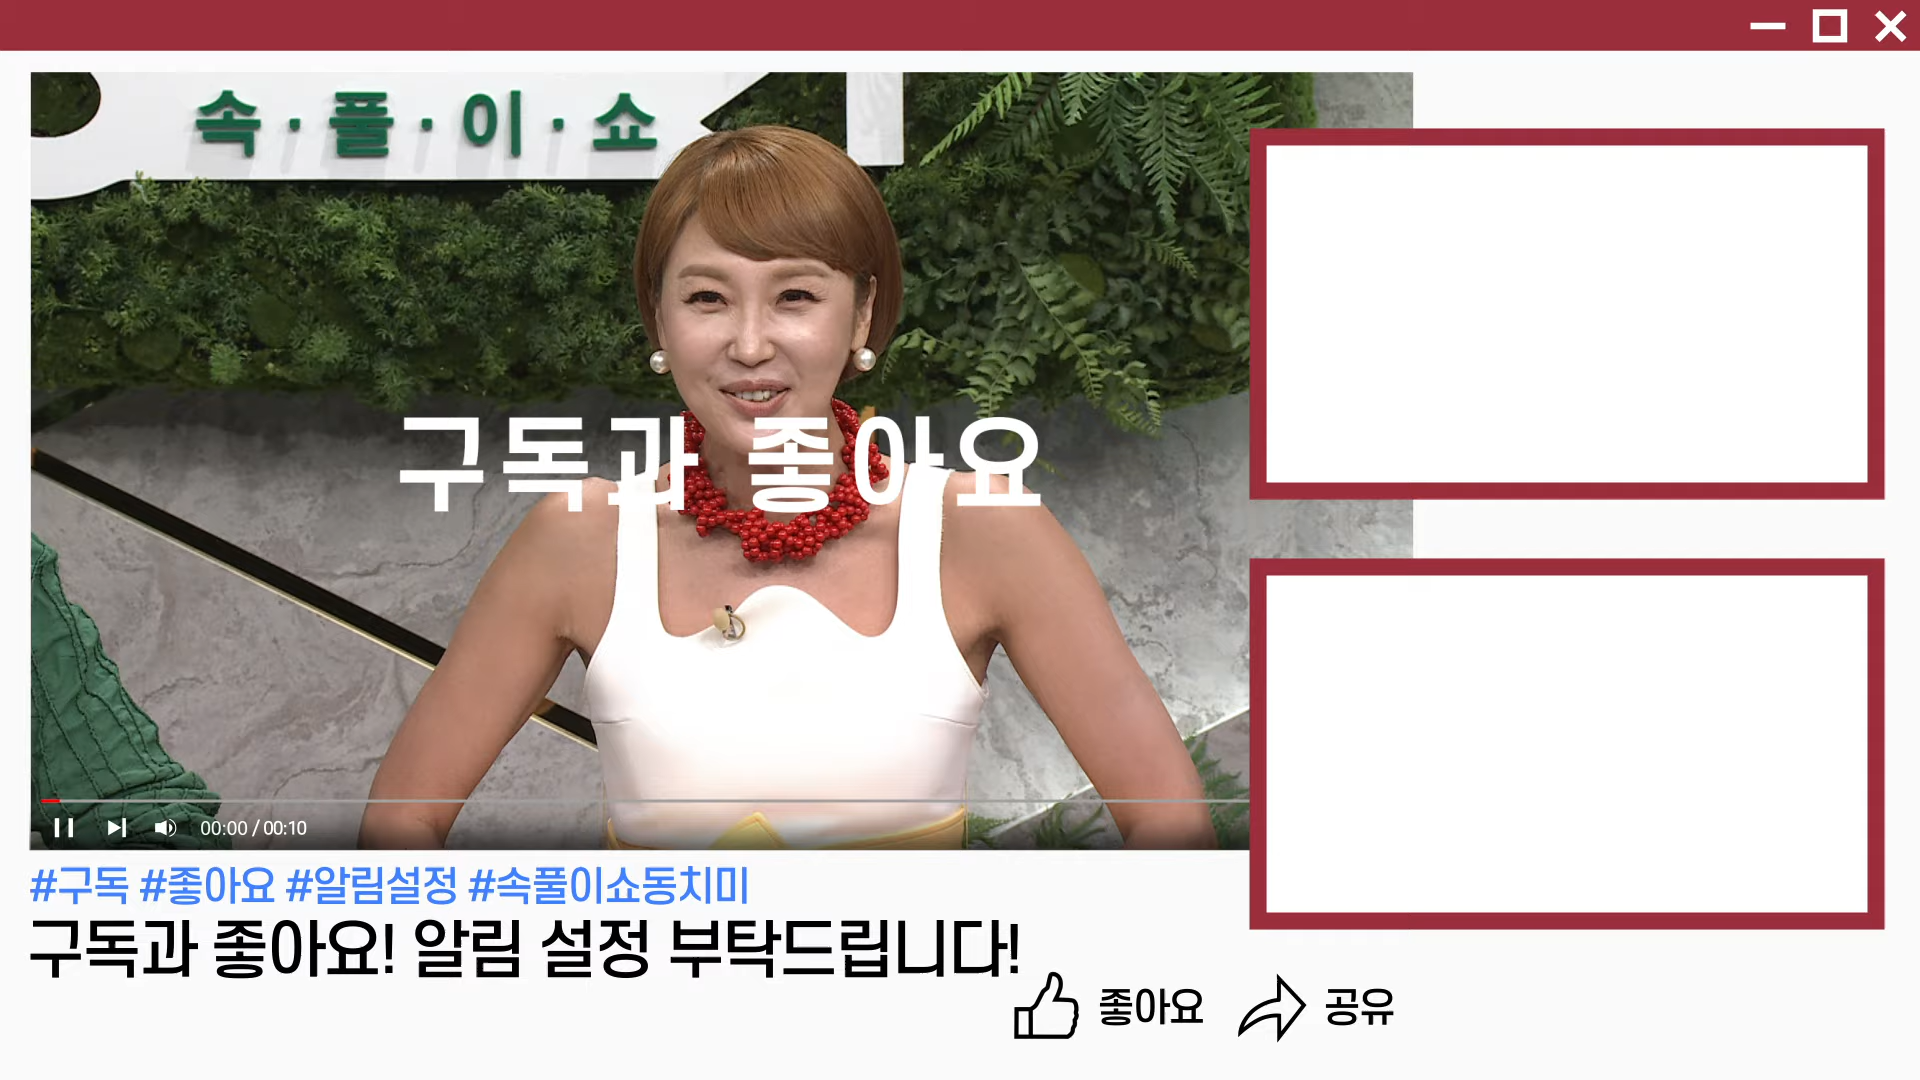 속·풀·이·쇼
구독과 좋아요
00:00 / 00:10
#구독 #좋아요 #알림설정 #속풀이쇼동치미
구독과 좋아요! 알림 설정 부탁드립니다!
좋아요 공유